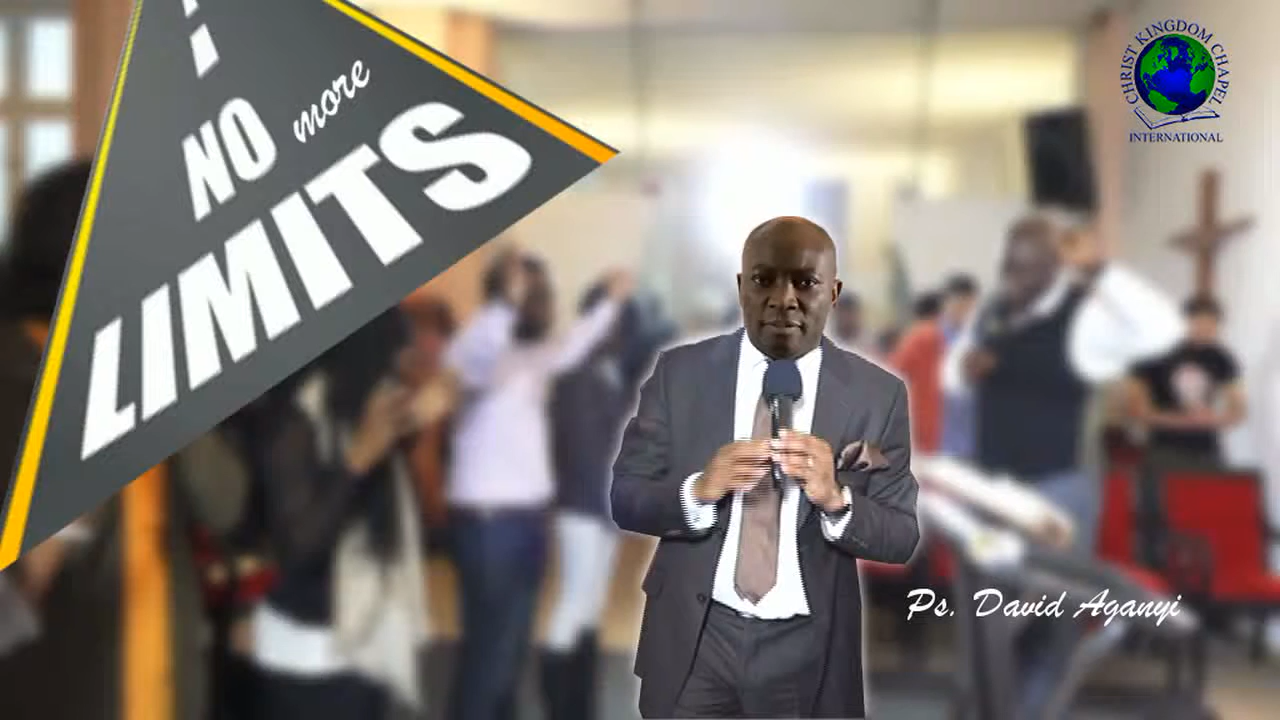 NO more
LIMITS
CHRIST KINGDOM CHAPEL
INTERNATIONAL
Ps. David Aganyi